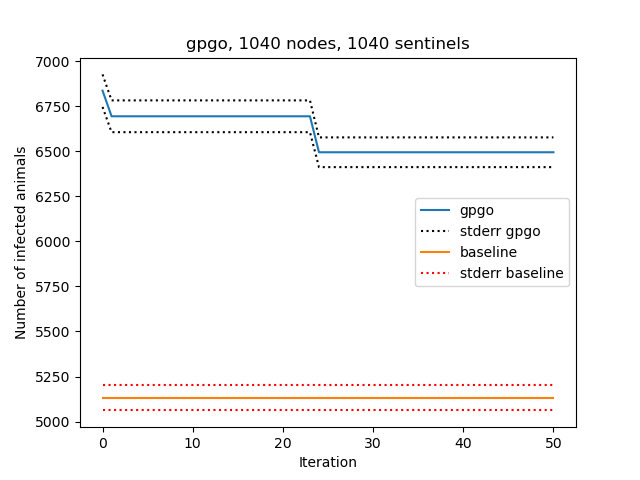 gpgo, 1040 nodes, 1040 sentinels
7000
6750
6500
6250
6000
5750
5500
5250
5000
Number of infected animals
gpgo
stderr gpgo
baseline
stderr baseline
0 10 20 30 40 50
Iteration